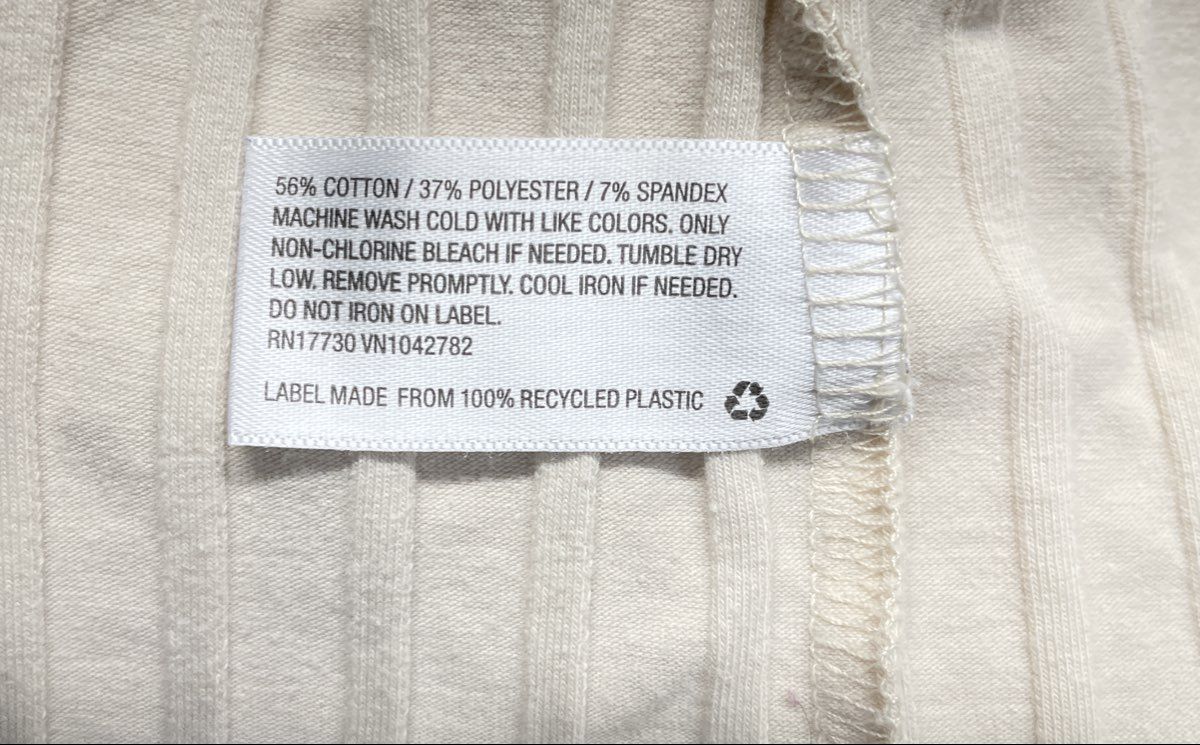 56% COTTON / 37% POLYESTER / 7% SPANDEX
MACHINE WASH COLD WITH LIKE COLORS. ONLY
NON-CHLORINE BLEACH IF NEEDED. TUMBLE DRY
LOW. REMOVE PROMPTLY. COOL IRON IF NEEDED.
DO NOT IRON ON LABEL.
RN17730 VN1042782
LABEL MADE FROM 100% RECYCLED PLASTIC